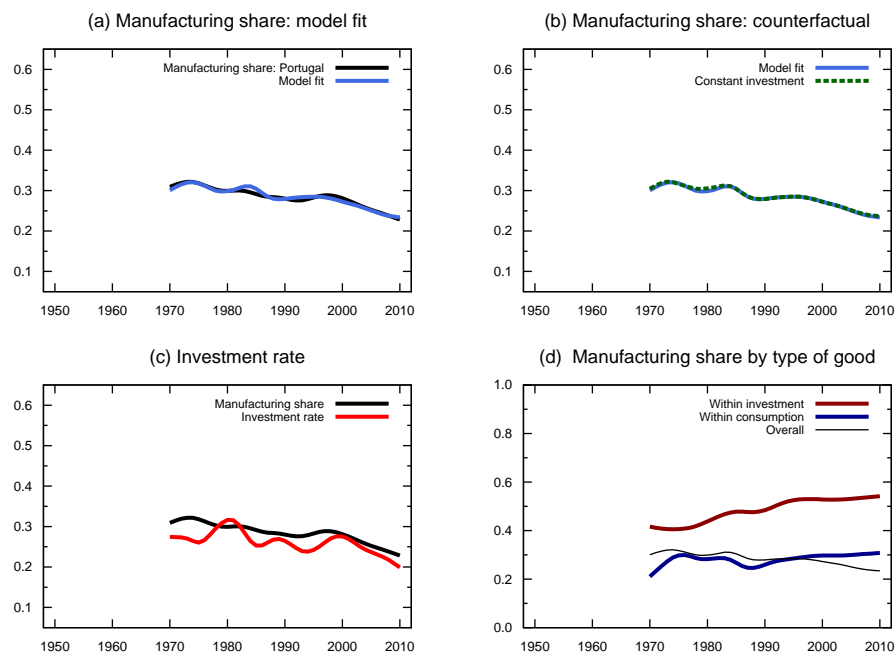 (a) Manufacturing share: model fit
0.6
0.5
0.4
0.3
0.2
0.1
Manufacturing share: Portugal
Model fit
1950 1960 1970 1980 1990 2000 2010
(b) Manufacturing share: counterfactual
0.6
0.5
0.4
0.3
0.2
0.1
Model fit
Constant investment
1950 1960 1970 1980 1990 2000 2010
(c) Investment rate
0.6
0.5
0.4
0.3
0.2
0.1
Manufacturing share
Investment rate
1950 1960 1970 1980 1990 2000 2010
(d) Manufacturing share by type of good
1.0
0.8
0.6
0.4
0.2
0.0
Within investment
Within consumption
Overall
1950 1960 1970 1980 1990 2000 2010